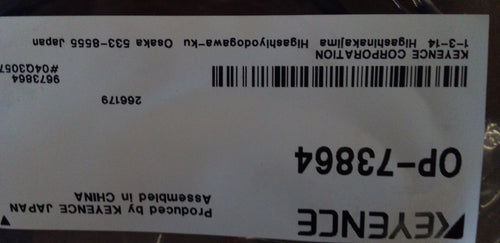 KEYENCE
Produced by KEYENCE JAPAN
Assembled in CHINA
OP-73864
266179
KEYENCE CORPORATION
1-3-14 Higashinakajima Higashiyodogawa-ku Osaka 533-8555 Japan
9673864
#04Q3057